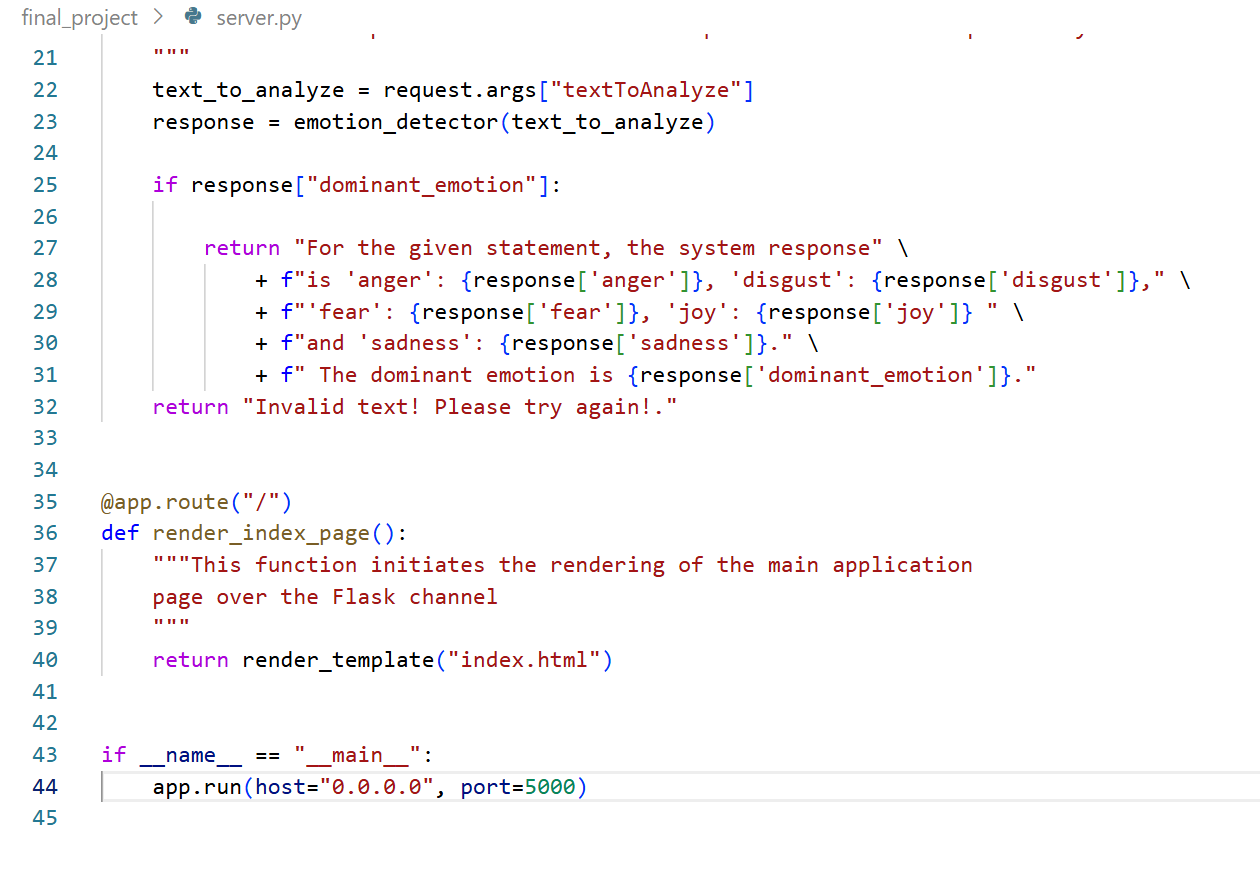 final_project > server.py
21 """
22 text_to_analyze = request.args["textToAnalyze"]
23 response = emotion_detector(text_to_analyze)
24
25 if response["dominant_emotion"]:
26
27 return "For the given statement, the system response" \
28 + f"is 'anger': {response['anger']}, 'disgust': {response['disgust']}," \
29 + f"'fear': {response['fear']}, 'joy': {response['joy']} " \
30 + f"and 'sadness': {response['sadness']}." \
31 + f" The dominant emotion is {response['dominant_emotion']}."
32 return "Invalid text! Please try again!."
33
34
35 @app.route("/")
36 def render_index_page():
37 """This function initiates the rendering of the main application
38 page over the Flask channel
39 """
40 return render_template("index.html")
41
42
43 if __name__ == "__main__":
44 app.run(host="0.0.0.0", port=5000)
45